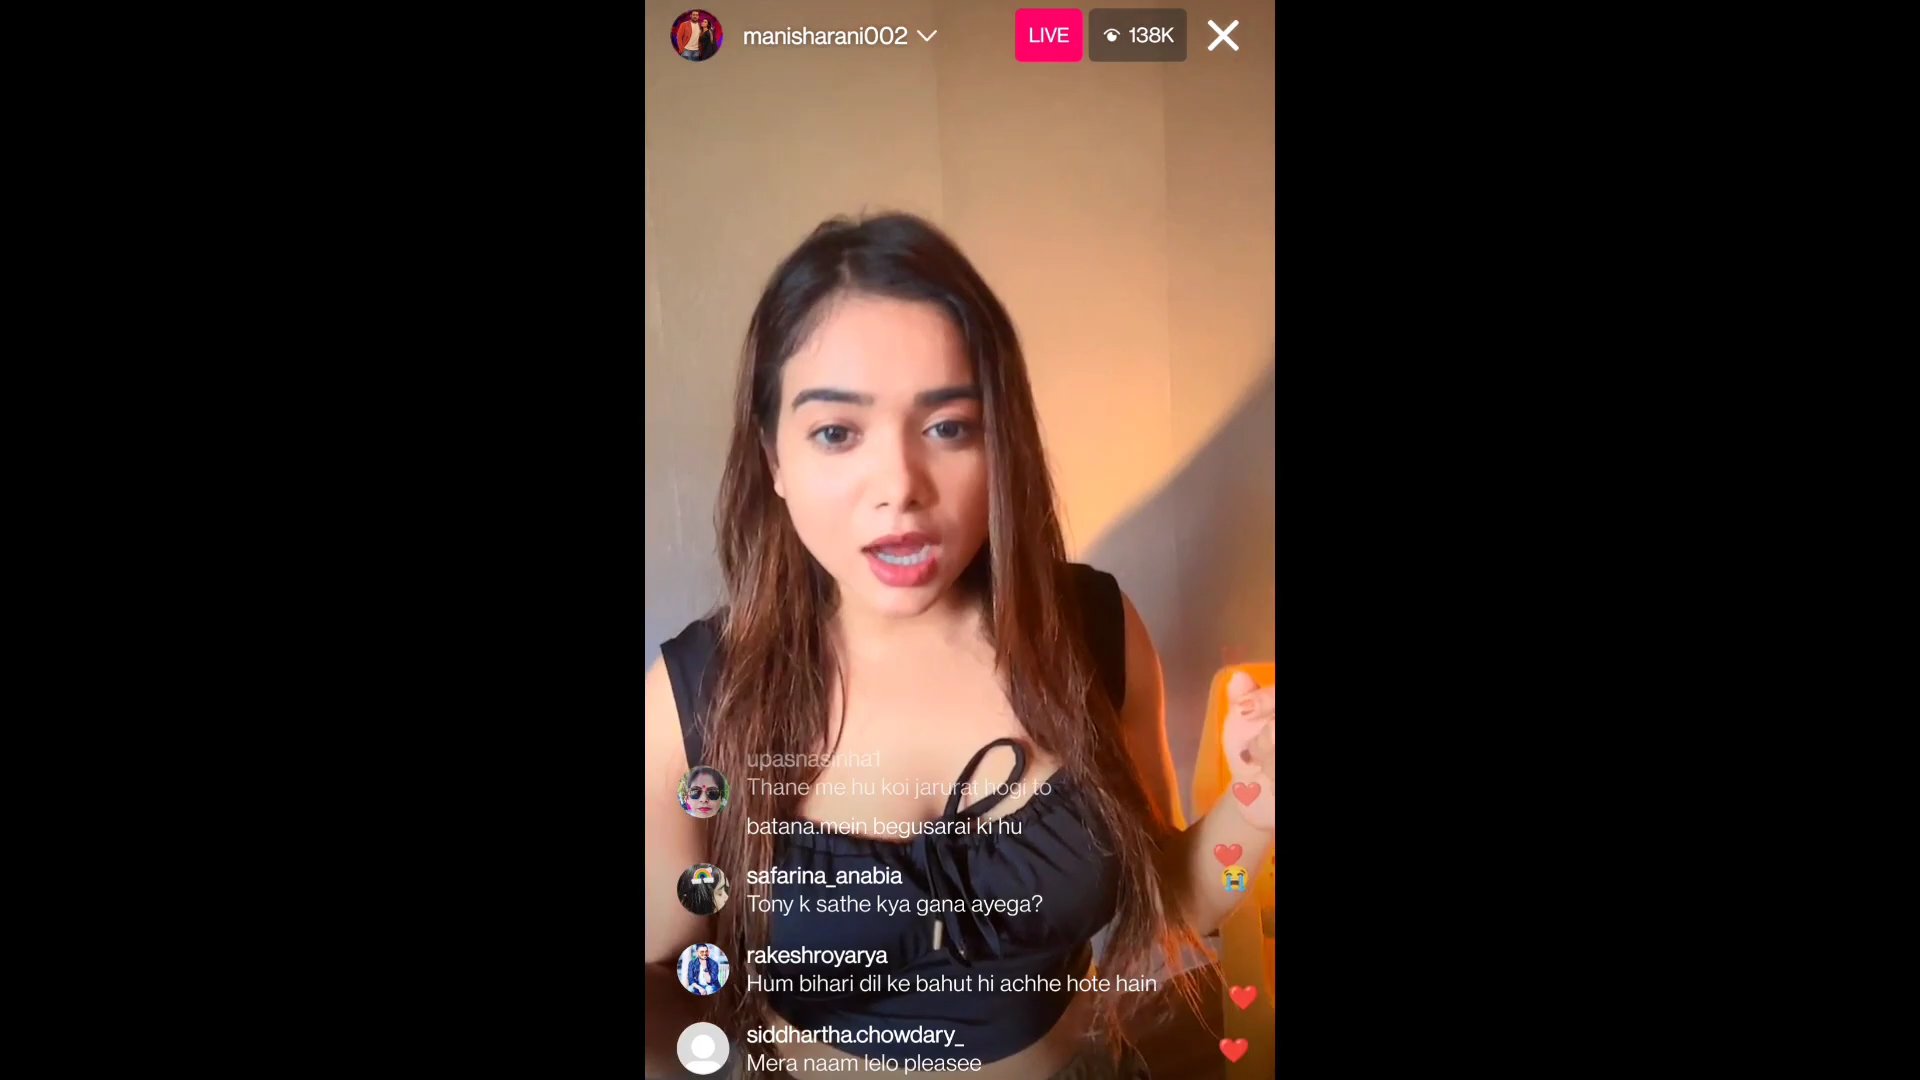 manisharani002
LIVE
138K
upasnasinha1
Thane me hu koi jarurat hogi to
batana.mein begusarai ki hu
safarina_anabia
Tony k sathe kya gana ayega?
rakeshroyarya
Hum bihari dil ke bahut hi achhe hote hain
siddhartha.chowdary_
Mera naam lelo pleasee